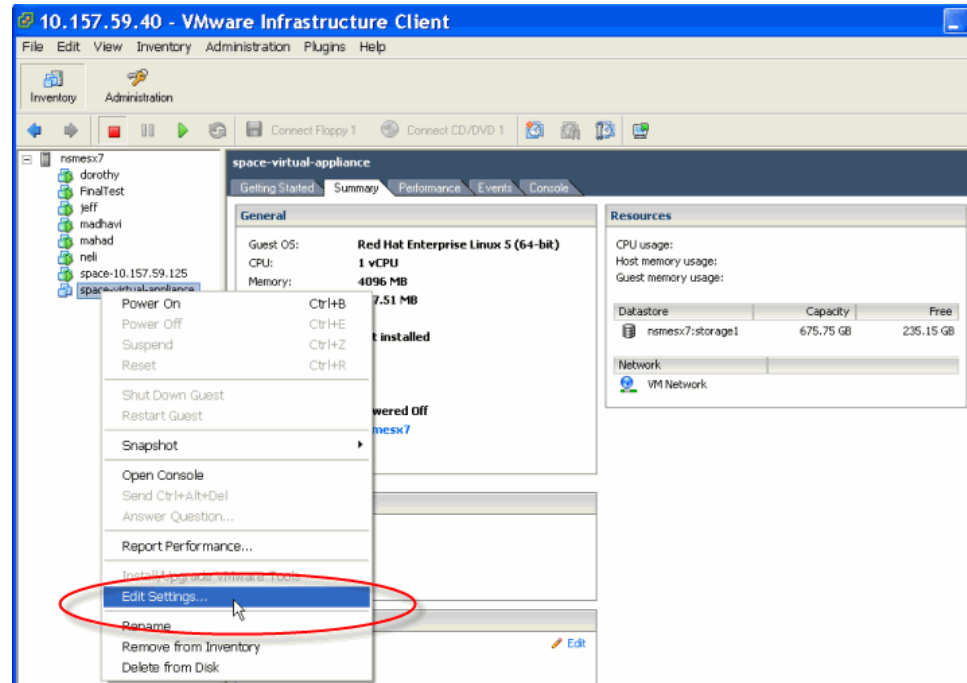 10.157.59.40 - VMware Infrastructure Client
File Edit View Inventory Administration Plugins Help
Inventory Administration
Connect Floppy 1 Connect CD/DVD 1
nsmesx7
dorothy
FinalTest
jeff
madhavi
mahad
neli
space-10.157.59.125
space-virtual-appliance
space-virtual-appliance
Getting Started Summary Performance Events Console
General
Guest OS: Red Hat Enterprise Linux 5 (64-bit)
CPU: 1 vCPU
Memory: 4096 MB
7.51 MB
t installed
wered Off
mesx7
Edit
Resources
CPU usage:
Host memory usage:
Guest memory usage:
Datastore Capacity Free
nsmesx7:storage1 675.75 GB 235.15 GB
Network
VM Network
Power On Ctrl+B
Power Off Ctrl+E
Suspend Ctrl+Z
Reset Ctrl+R
Shut Down Guest
Restart Guest
Snapshot
Open Console
Send Ctrl+Alt+Del
Answer Question...
Report Performance...
Install/Upgrade VMware Tools
Edit Settings...
Rename
Remove from Inventory
Delete from Disk